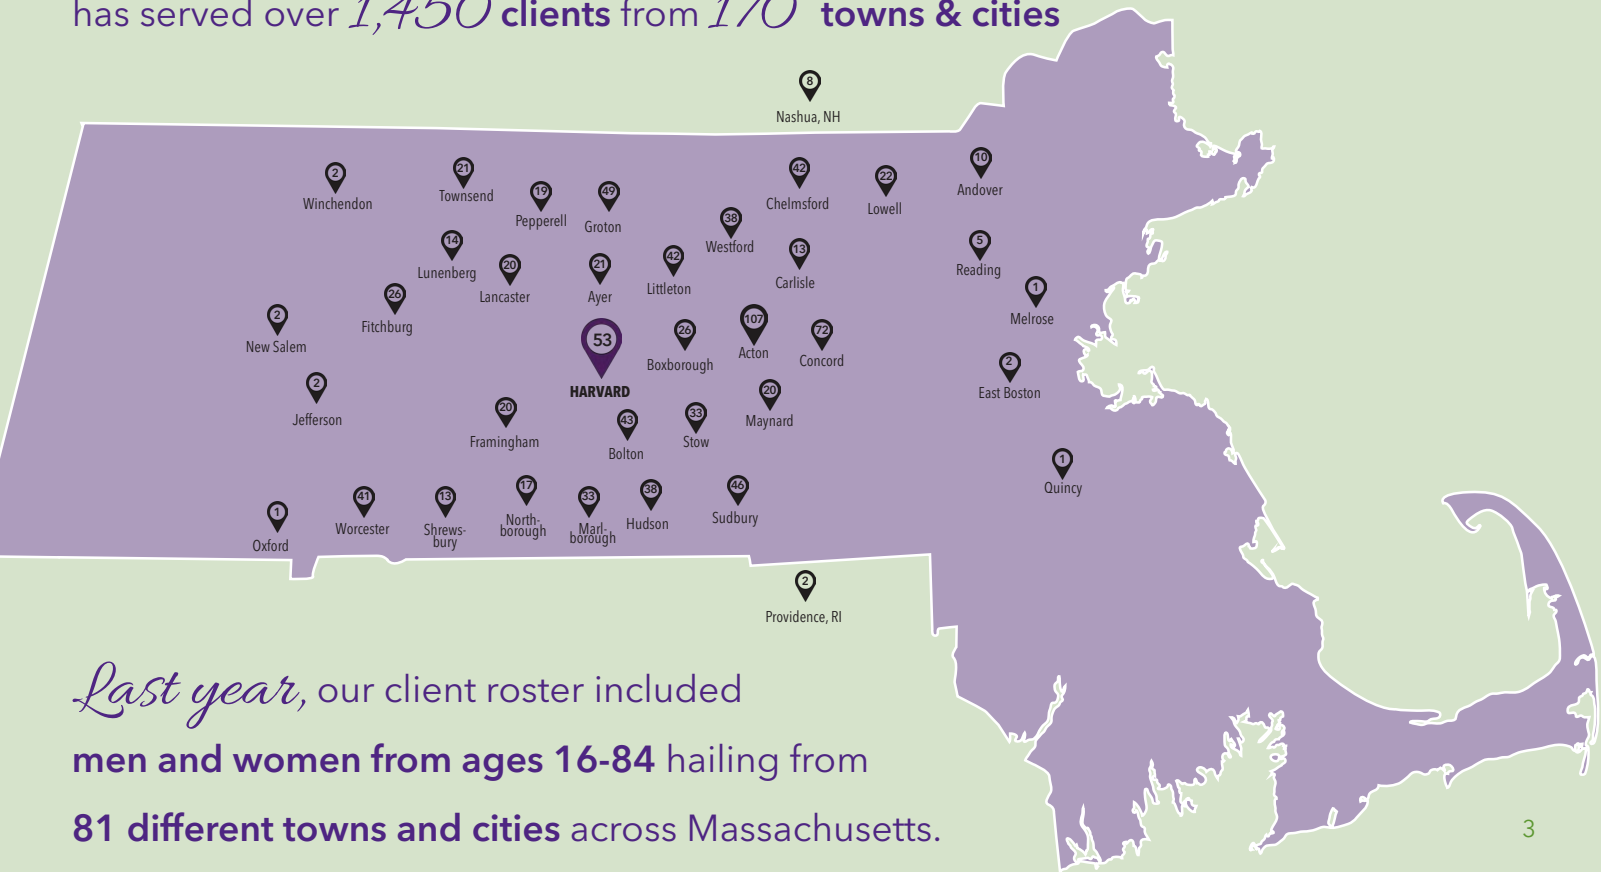 has served over 1,450 clients from 170 towns & cities
8
Nashua, NH
2
Winchendon
21
Townsend
19
Pepperell
49
Groton
42
Chelmsford
22
Lowell
10
Andover
38
Westford
14
Lunenberg
20
Lancaster
21
Ayer
42
Littleton
13
Carlisle
5
Reading
1
Melrose
26
Fitchburg
2
New Salem
53
HARVARD
26
Boxborough
107
Acton
72
Concord
2
East Boston
2
Jefferson
20
Framingham
43
Bolton
33
Stow
20
Maynard
1
Quincy
1
Oxford
41
Worcester
13
Shrews-
bury
17
North-
borough
33
Marl-
borough
38
Hudson
46
Sudbury
2
Providence, RI
Last year, our client roster included
men and women from ages 16-84 hailing from
81 different towns and cities across Massachusetts.
3